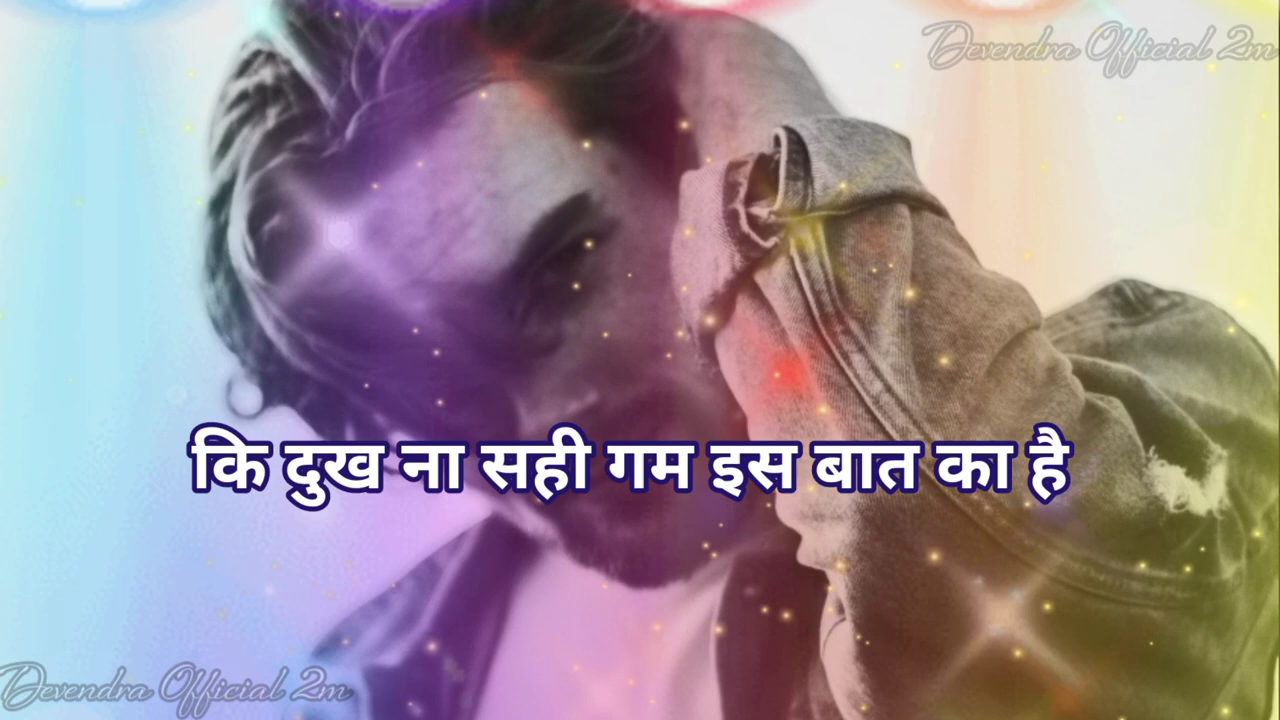 Devendra Official 2m
कि दुख ना सही गम इस बात का है
Devendra Official 2m